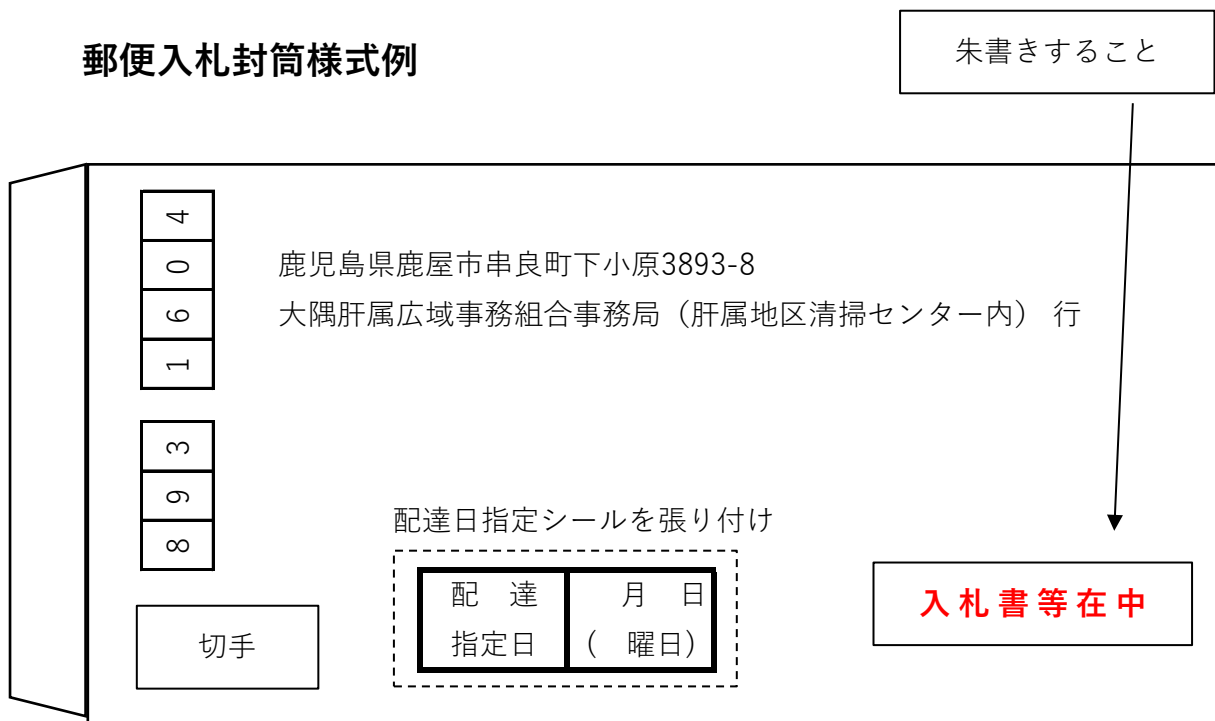 郵便入札封筒様式例
朱書きすること
鹿児島県鹿屋市串良町下小原3893-8
大隅肝属広域事務組合事務局（肝属地区清掃センター内） 行
8 9 3 1 6 0 4
配達日指定シールを張り付け
配　達　月　日
指定日 (　曜日)
切手
入札書等在中